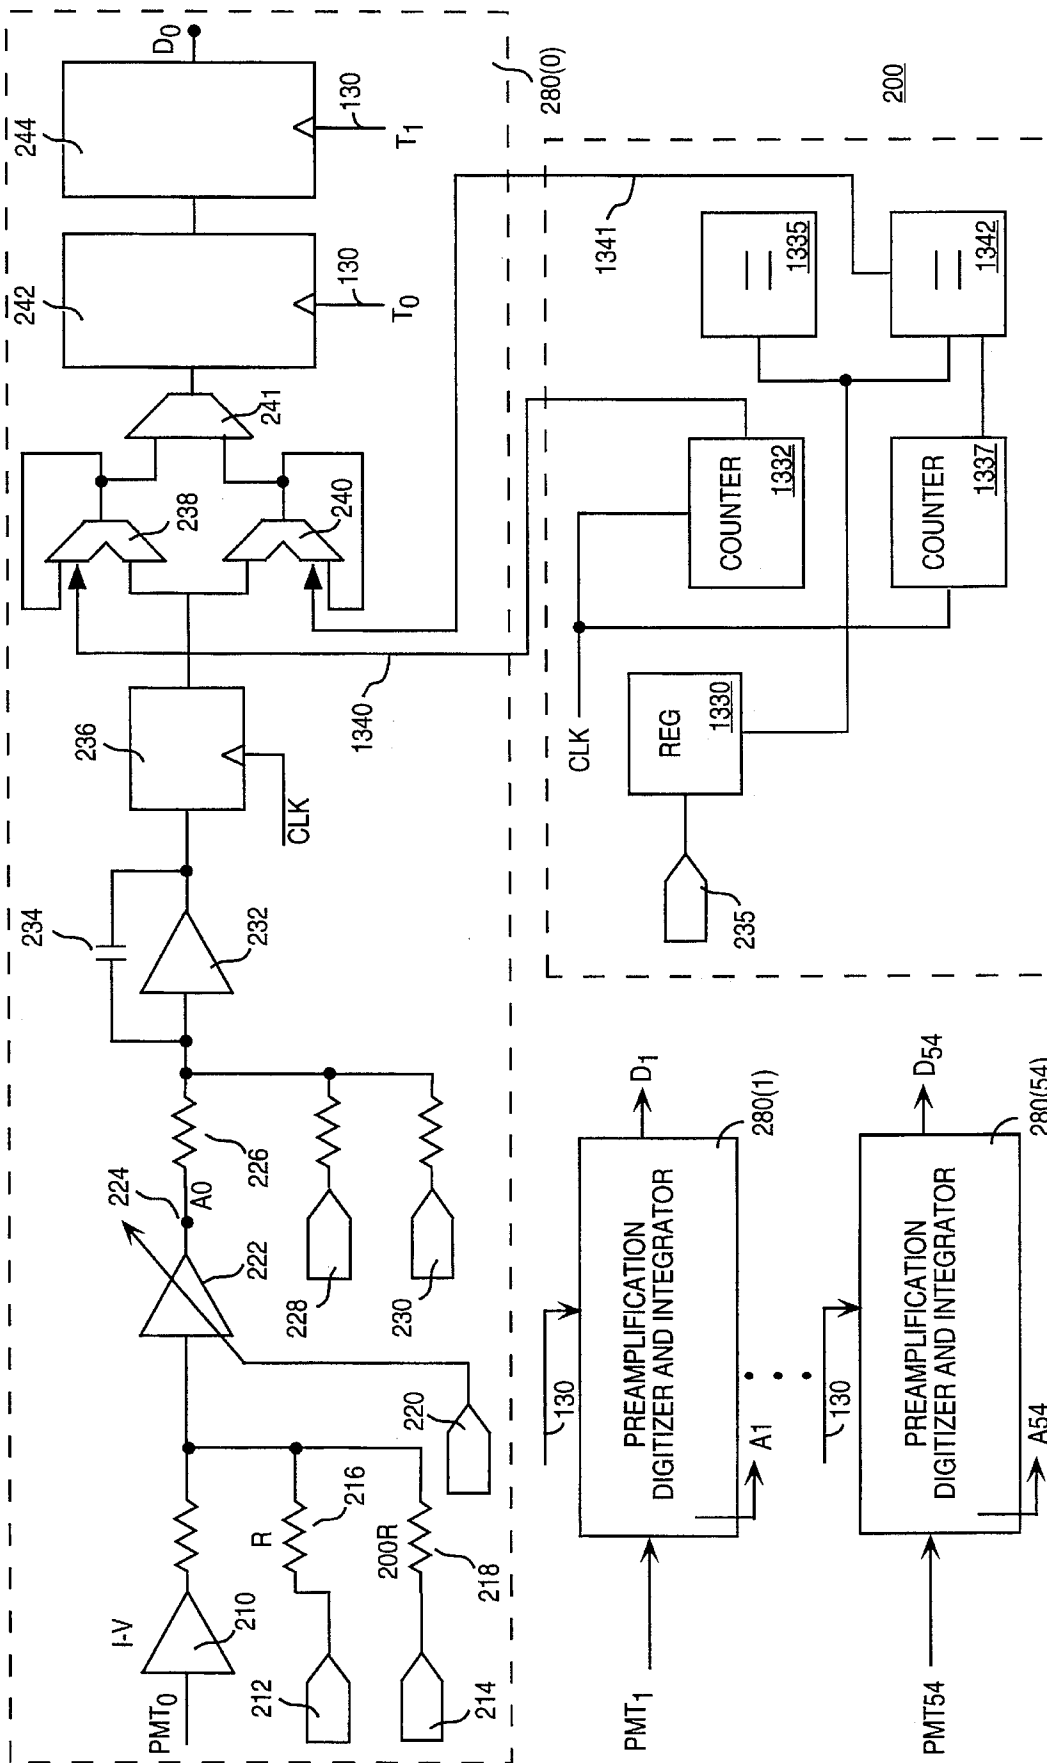 PMT0
I-V
210
212
214
R
216
200R
218
220
222
224
A0
226
228
230
232
234
236
CLK
1340
238
240
241
242
130
T0
244
130
T1
D0
280(0)
200
235
REG
1330
CLK
COUNTER
1332
COUNTER
1337
1335
1342
1341
PMT1
130
PREAMPLIFICATION
DIGITIZER AND INTEGRATOR
A1
D1
280(1)
PMT54
130
PREAMPLIFICATION
DIGITIZER AND INTEGRATOR
A54
D54
280(54)